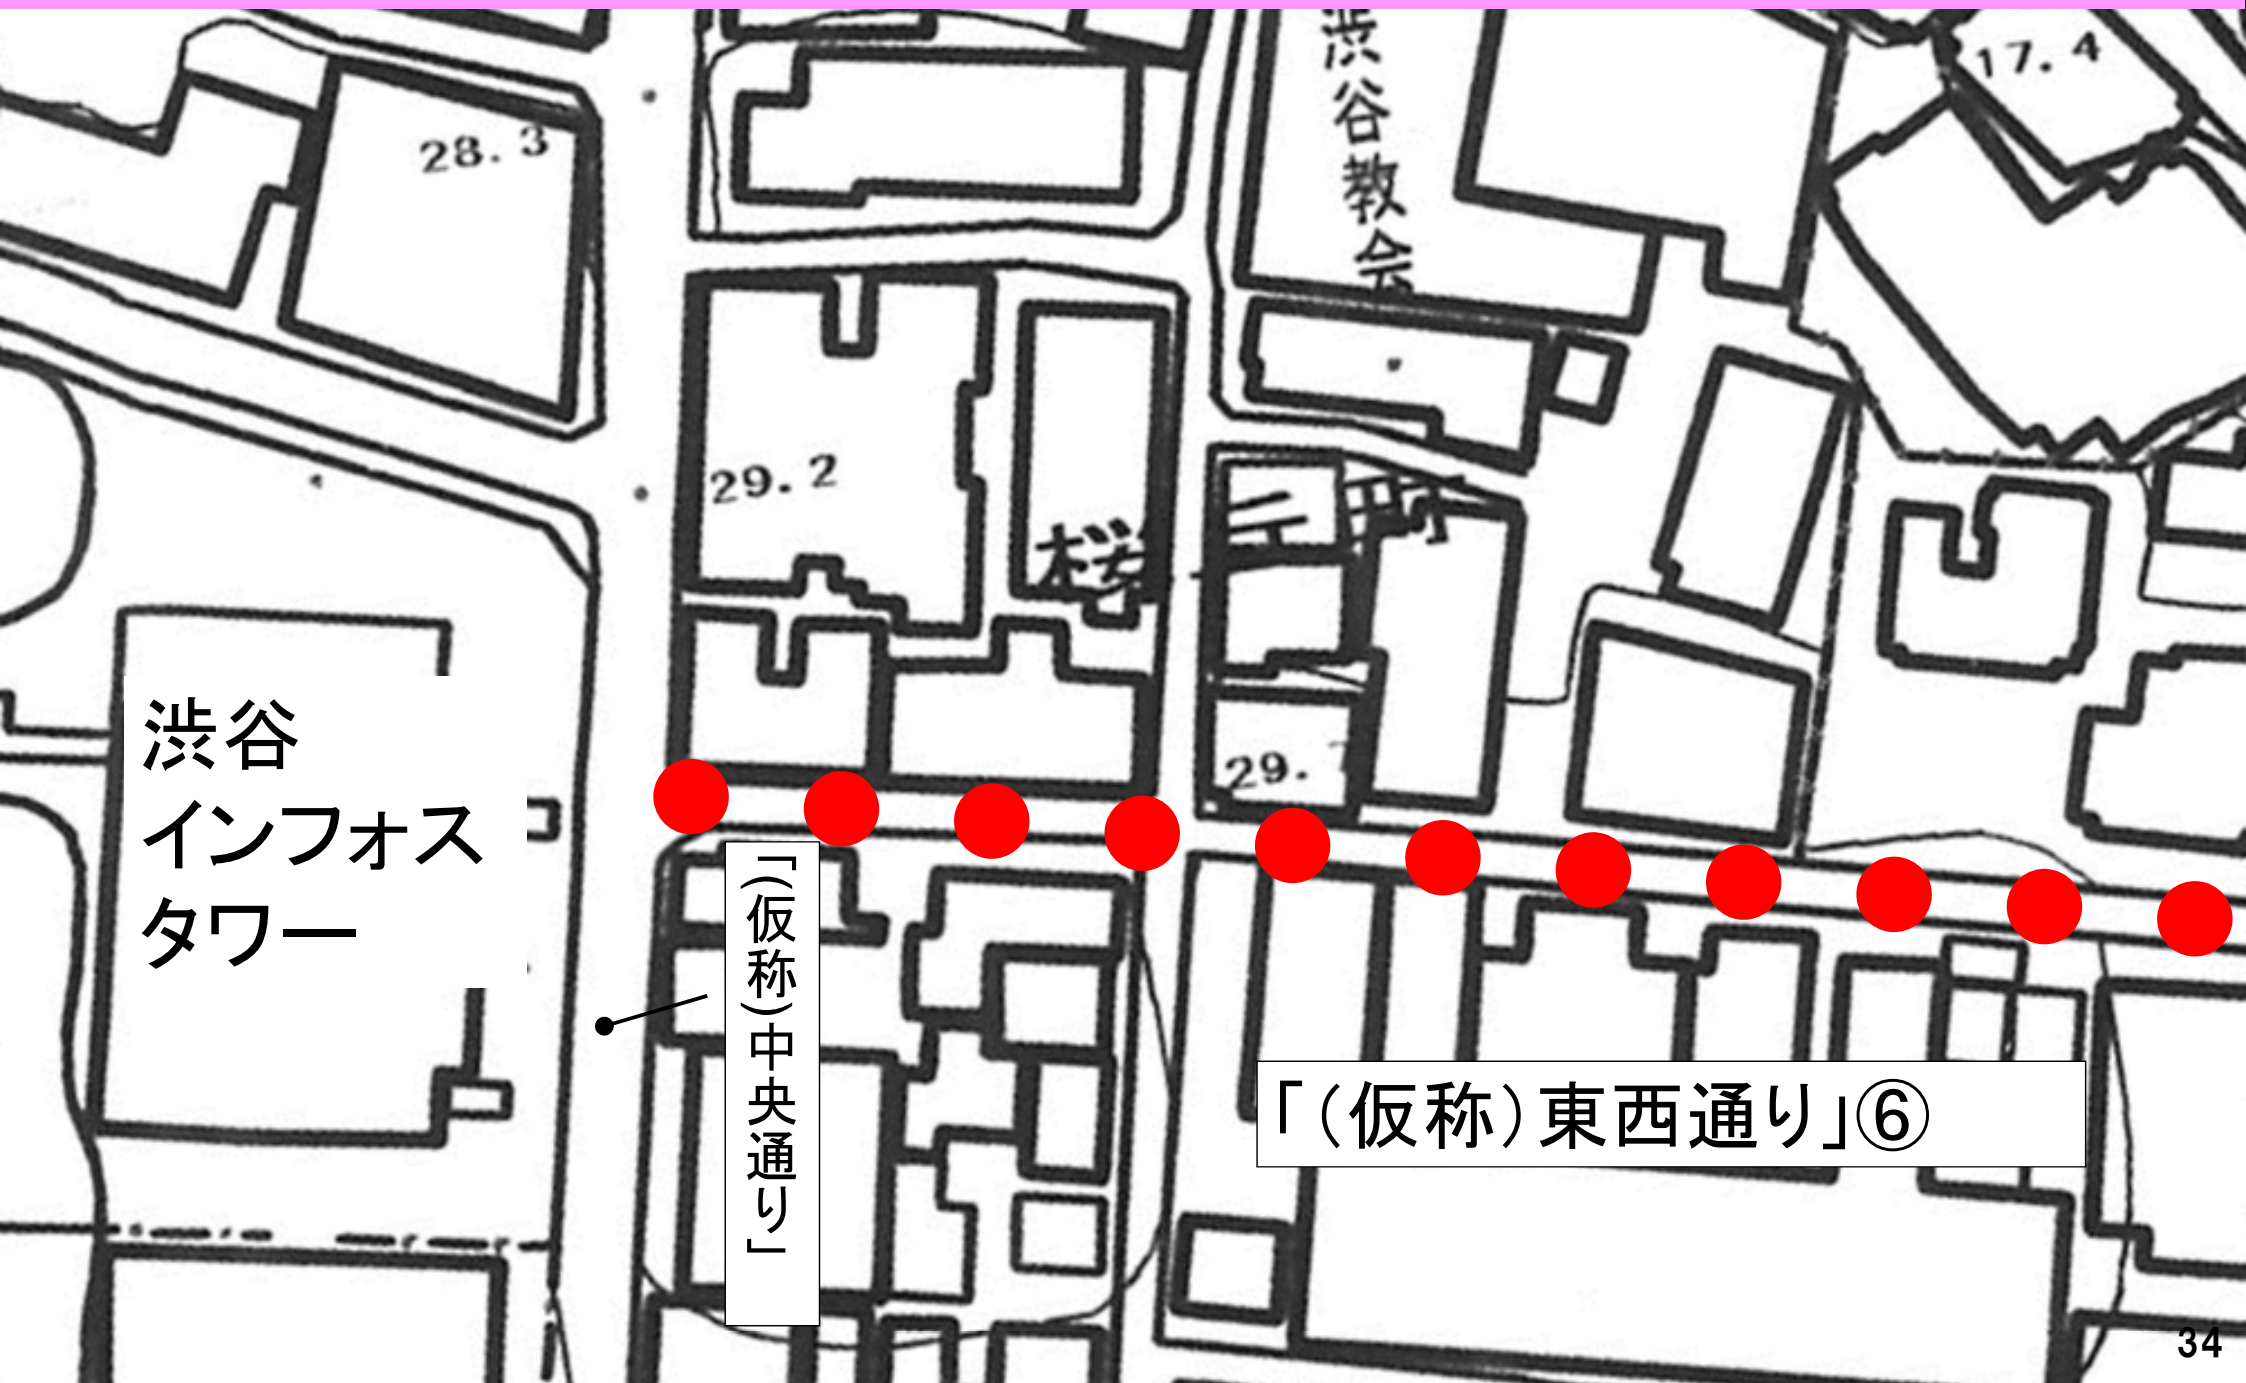 渋谷教会
17.4
28.3
29.2
桜丘町
29.
渋谷
インフォス
タワー
「(仮称)中央通り」
「(仮称)東西通り」⑥
34